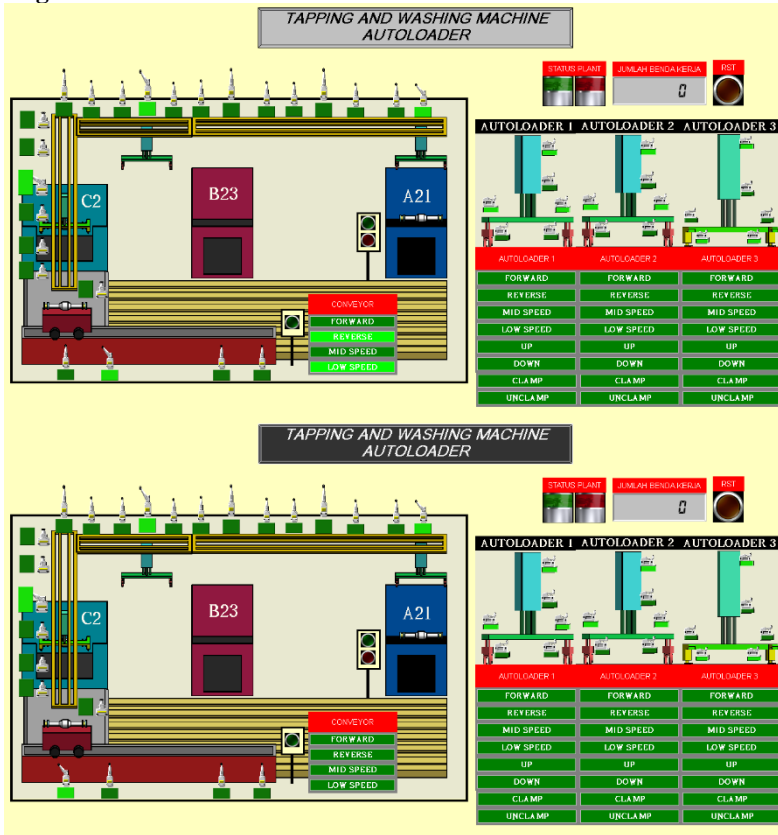 TAPPING AND WASHING MACHINE
AUTOLOADER
STATUS PLANT
JUMLAH BENDA KERJA
RST
0
AUTOLOADER 1
AUTOLOADER 2
AUTOLOADER 3
C2
B23
A21
AUTOLOADER 1
AUTOLOADER 2
AUTOLOADER 3
FORWARD
FORWARD
FORWARD
REVERSE
REVERSE
REVERSE
MID SPEED
MID SPEED
MID SPEED
LOW SPEED
LOW SPEED
LOW SPEED
UP
UP
UP
DOWN
DOWN
DOWN
CLAMP
CLAMP
CLAMP
UNCLAMP
UNCLAMP
UNCLAMP
CONVEYOR
FORWARD
REVERSE
MID SPEED
LOW SPEED
TAPPING AND WASHING MACHINE
AUTOLOADER
STATUS PLANT
JUMLAH BENDA KERJA
RST
0
AUTOLOADER 1
AUTOLOADER 2
AUTOLOADER 3
C2
B23
A21
AUTOLOADER 1
AUTOLOADER 2
AUTOLOADER 3
FORWARD
FORWARD
FORWARD
REVERSE
REVERSE
REVERSE
MID SPEED
MID SPEED
MID SPEED
LOW SPEED
LOW SPEED
LOW SPEED
UP
UP
UP
DOWN
DOWN
DOWN
CLAMP
CLAMP
CLAMP
UNCLAMP
UNCLAMP
UNCLAMP
CONVEYOR
FORWARD
REVERSE
MID SPEED
LOW SPEED